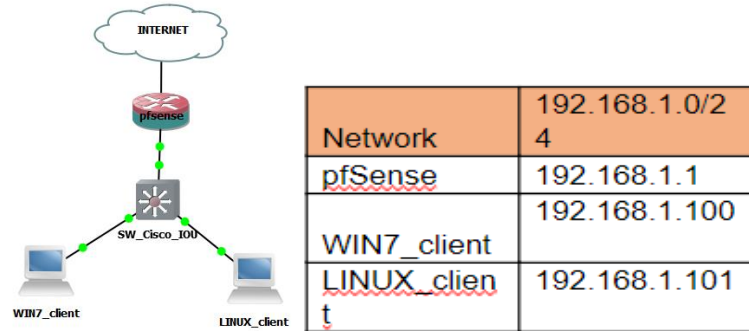 INTERNET
pfsense
SW_Cisco_IOU
WIN7_client
LINUX_client
192.168.1.0/2
Network 4
pfSense 192.168.1.1
192.168.1.100
WIN7_client
LINUX_clien 192.168.1.101
t